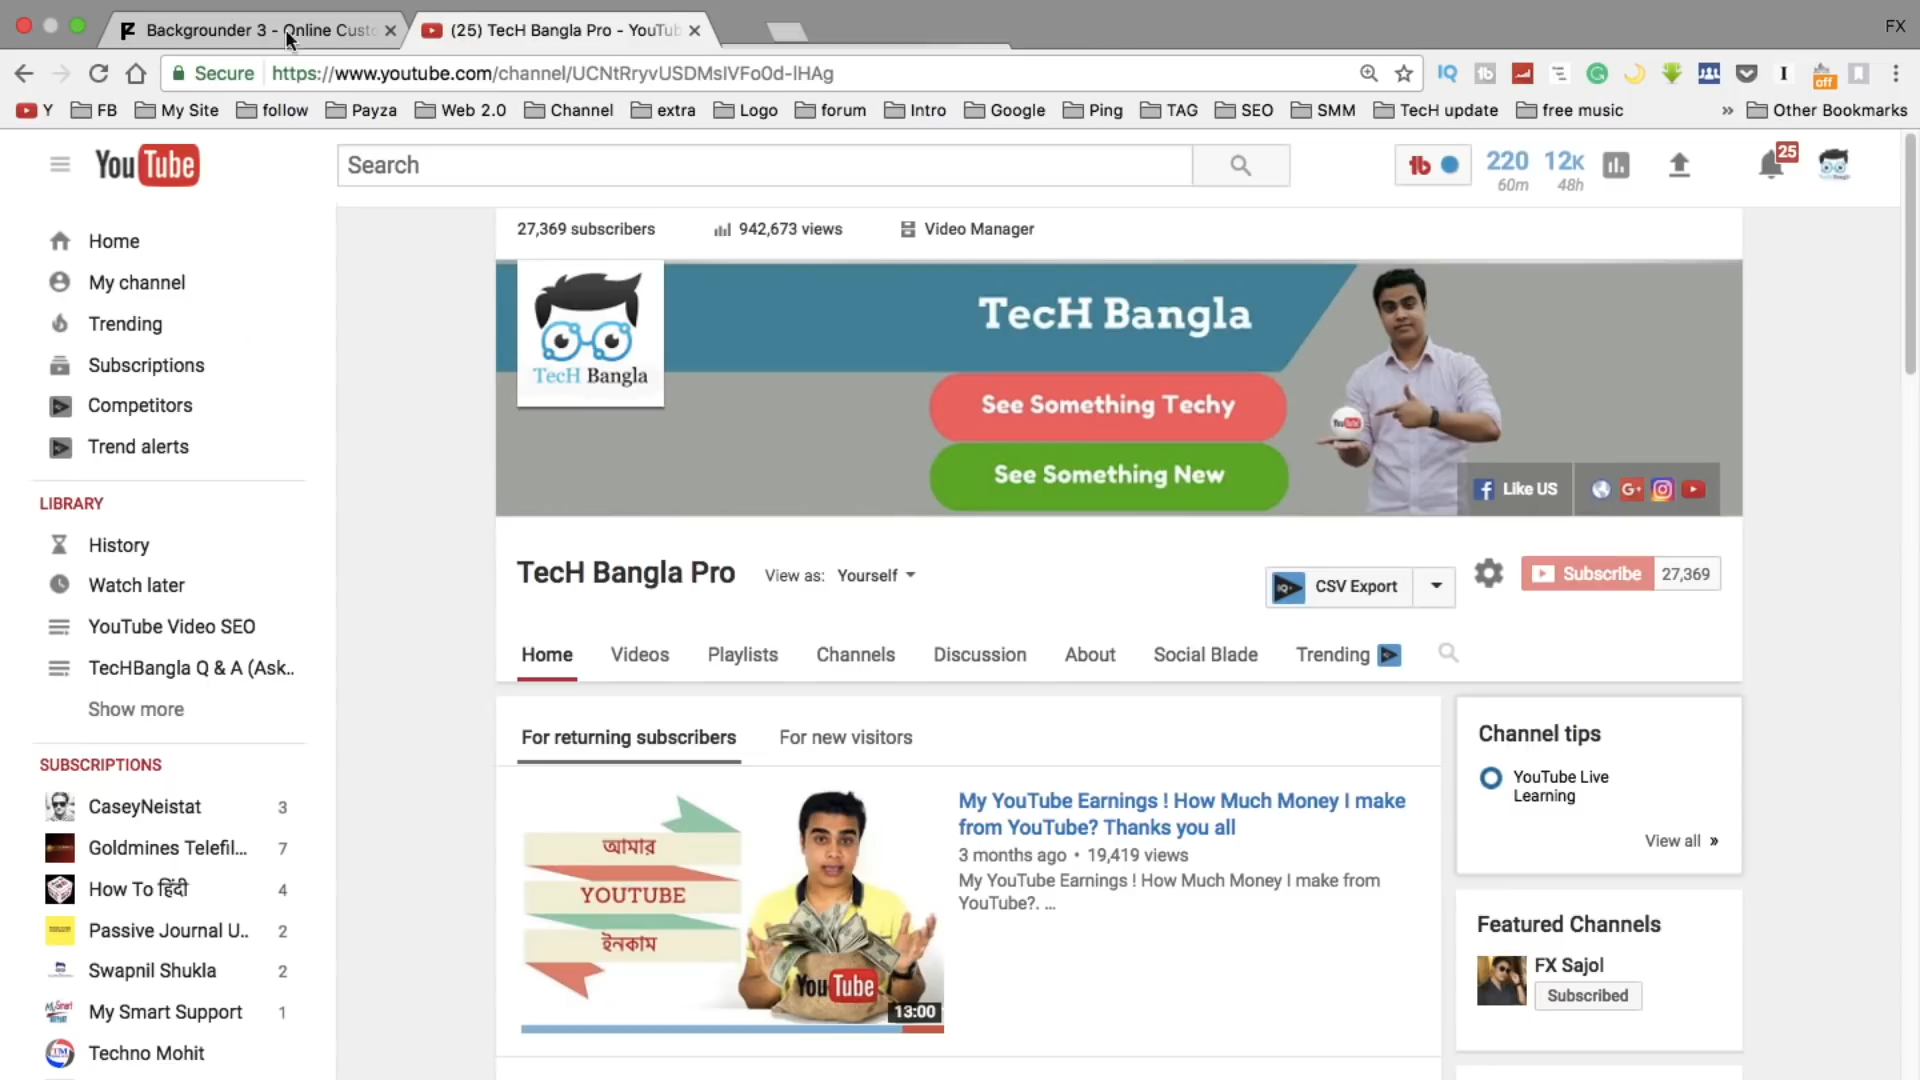 Backgrounder 3 - Online Cust
(25) TecH Bangla Pro - YouTub
FX
Secure https://www.youtube.com/channel/UCNtRryvUSDMslVFo0d-lHAg
IQ
tb
I
off
Y FB My Site follow Payza Web 2.0 Channel extra Logo forum Intro Google Ping TAG SEO SMM TecH update free music » Other Bookmarks
YouTube
Search
tb 220 12K 25
60m 48h
27,369 subscribers 942,673 views Video Manager
TecH Bangla
TecH Bangla
See Something Techy
See Something New
YouTube
Like US
G+
Home
My channel
Trending
Subscriptions
Competitors
Trend alerts
LIBRARY
History
Watch later
YouTube Video SEO
TecHBangla Q & A (Ask..
Show more
SUBSCRIPTIONS
CaseyNeistat 3
Goldmines Telefil... 7
How To हिंदी 4
Passive Journal U.. 2
Swapnil Shukla 2
My Smart Support 1
Techno Mohit
TecH Bangla Pro View as: Yourself
CSV Export
Subscribe 27,369
Home Videos Playlists Channels Discussion About Social Blade Trending
For returning subscribers For new visitors
আমার
YOUTUBE
ইনকাম
YouTube
13:00
My YouTube Earnings ! How Much Money I make
from YouTube? Thanks you all
3 months ago • 19,419 views
My YouTube Earnings ! How Much Money I make from
YouTube?. ...
Channel tips
YouTube Live
Learning
View all »
Featured Channels
FX Sajol
Subscribed